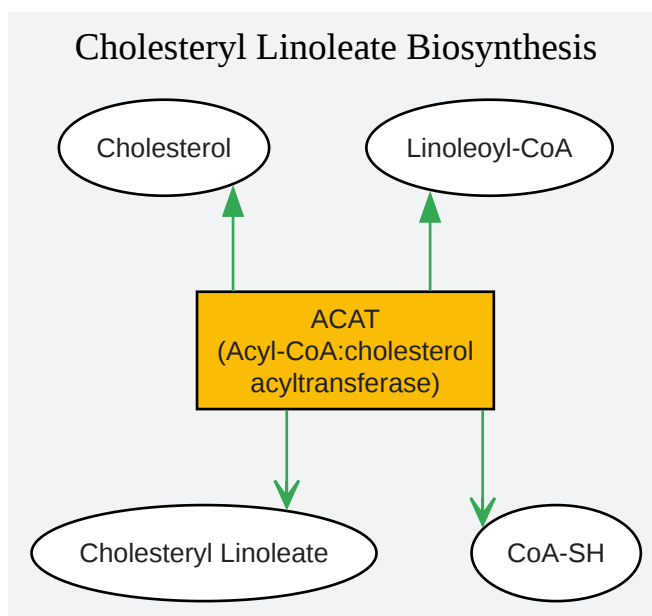 Cholesteryl Linoleate Biosynthesis
Cholesterol
Linoleoyl-CoA
ACAT
(Acyl-CoA:cholesterol
acyltransferase)
Cholesteryl Linoleate
CoA-SH